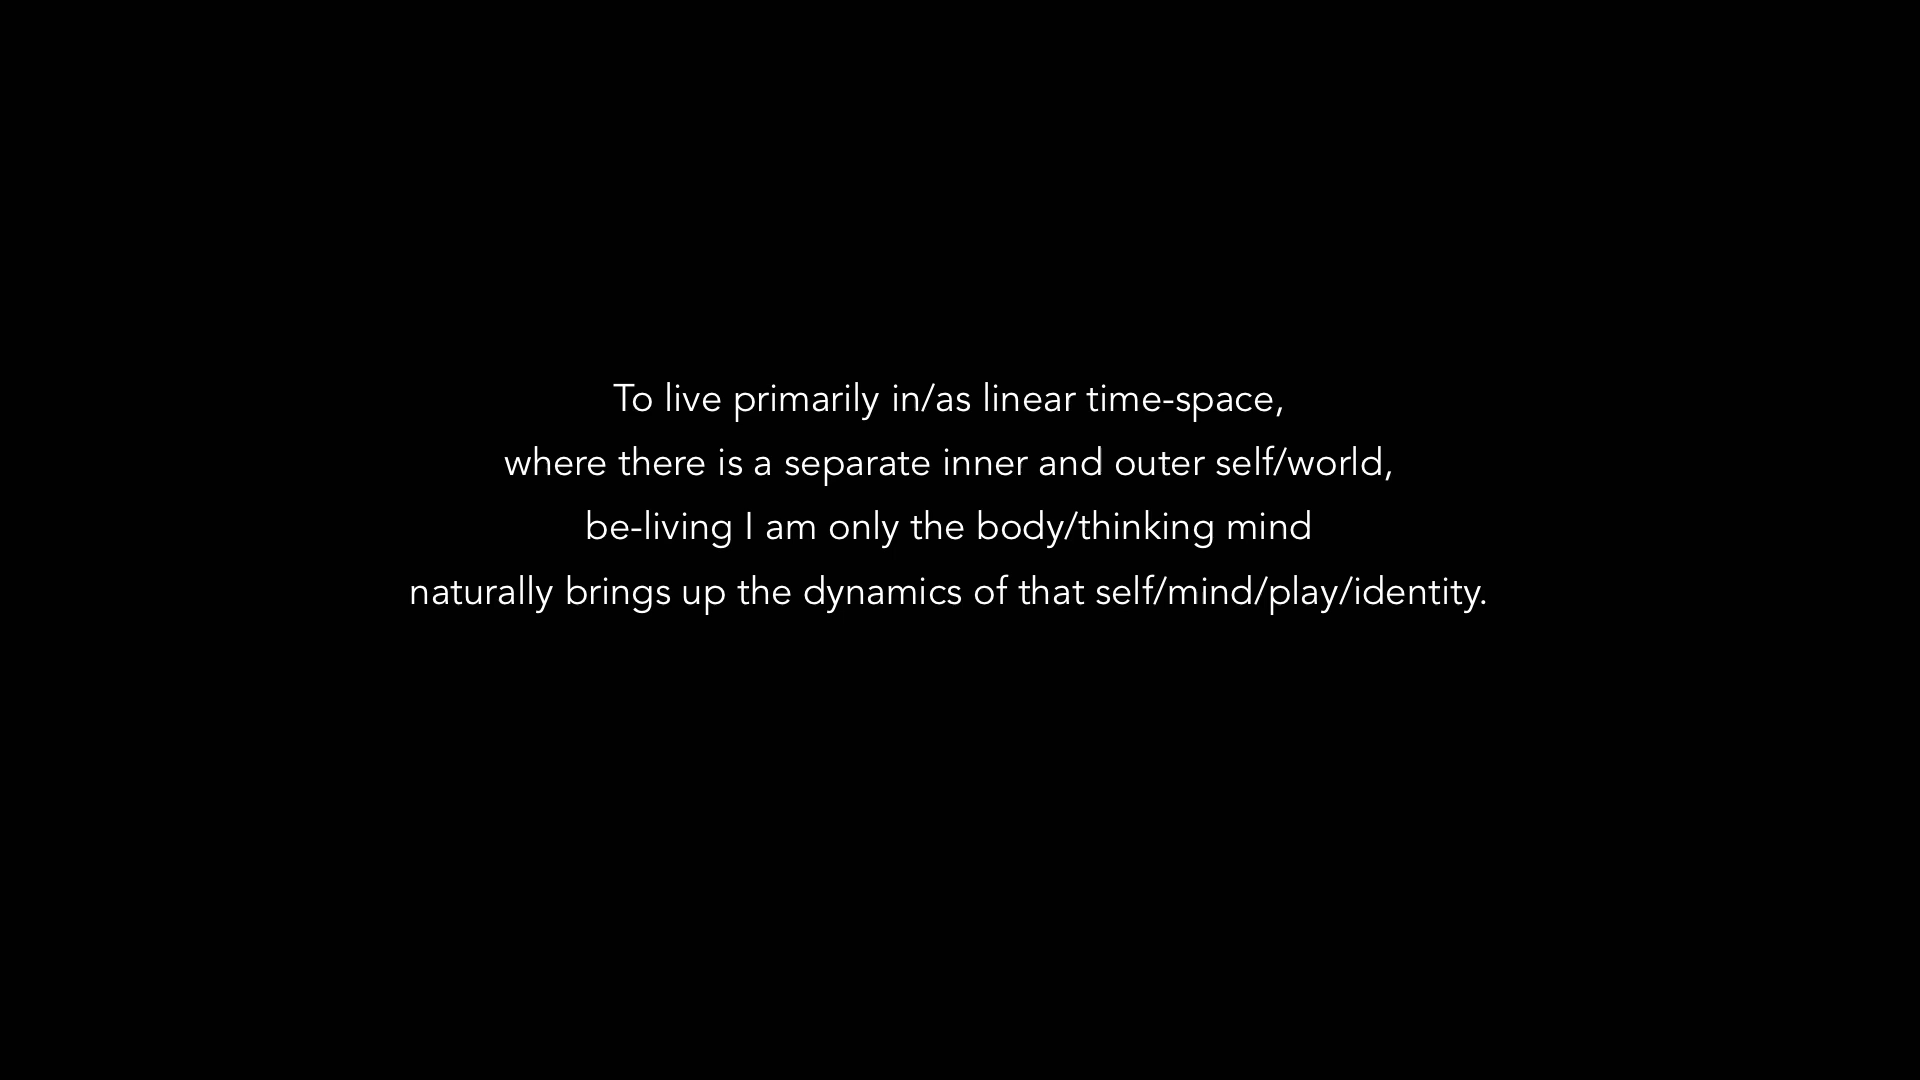 To live primarily in/as linear time-space,
where there is a separate inner and outer self/world,
be-living I am only the body/thinking mind
naturally brings up the dynamics of that self/mind/play/identity.